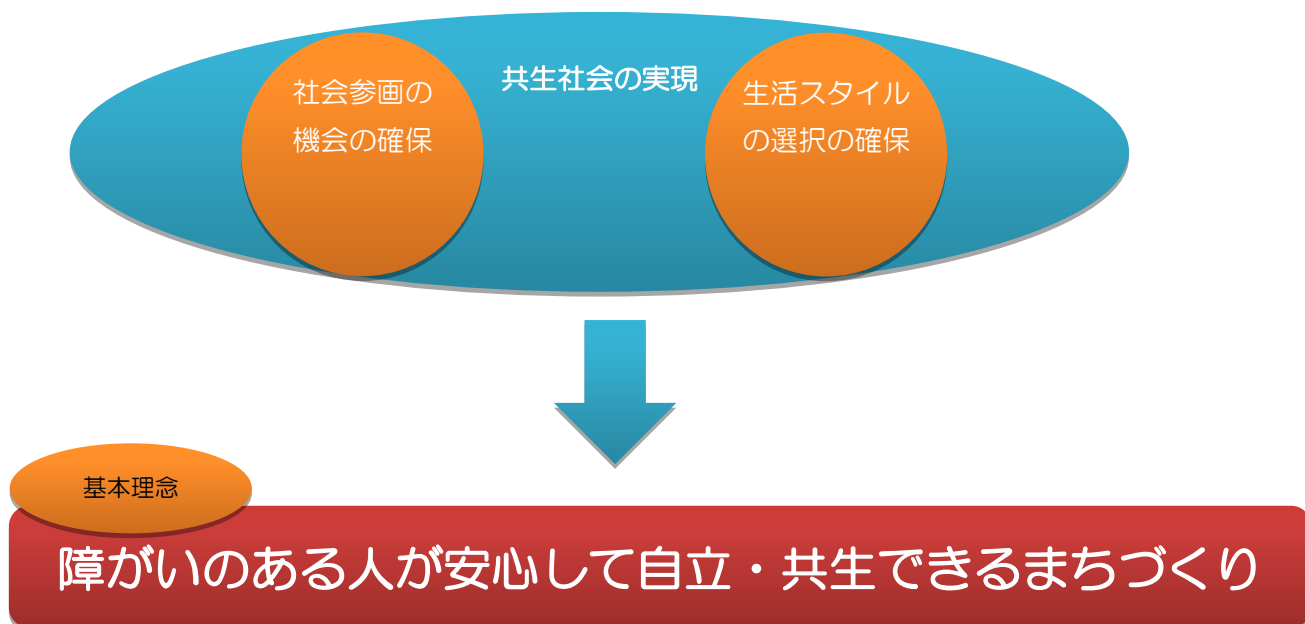 共生社会の実現
社会参画の
機会の確保
生活スタイル
の選択の確保
基本理念
障がいのある人が安心して自立・共生できるまちづくり